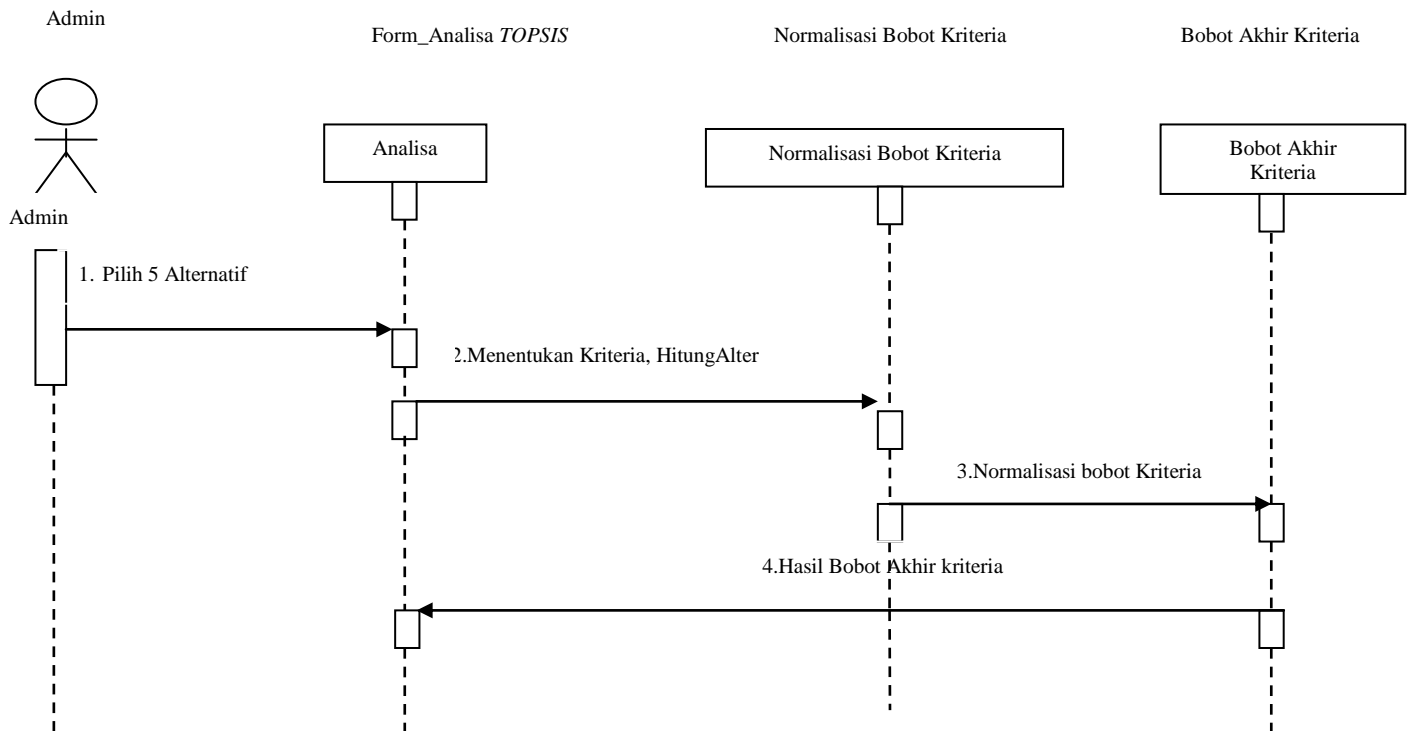 Admin
Form_Analisa TOPSIS
Normalisasi Bobot Kriteria
Bobot Akhir Kriteria
Analisa
Normalisasi Bobot Kriteria
Bobot Akhir
Kriteria
Admin
1. Pilih 5 Alternatif
2.Menentukan Kriteria, HitungAlter
3.Normalisasi bobot Kriteria
4.Hasil Bobot Akhir kriteria